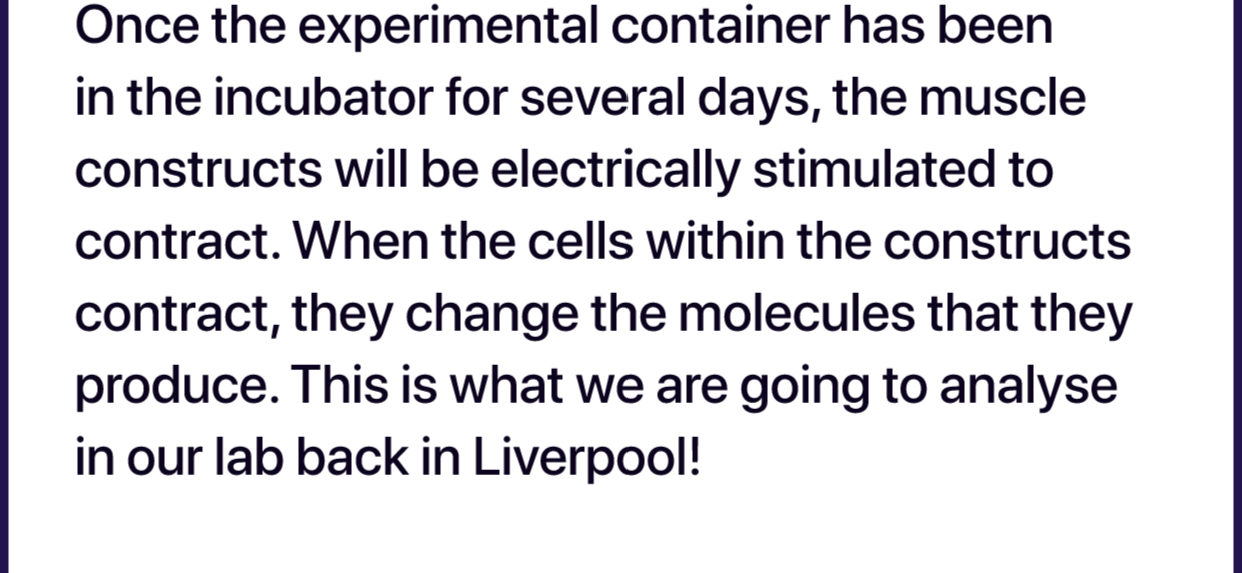 Once the experimental container has been
in the incubator for several days, the muscle
constructs will be electrically stimulated to
contract. When the cells within the constructs
contract, they change the molecules that they
produce. This is what we are going to analyse
in our lab back in Liverpool!